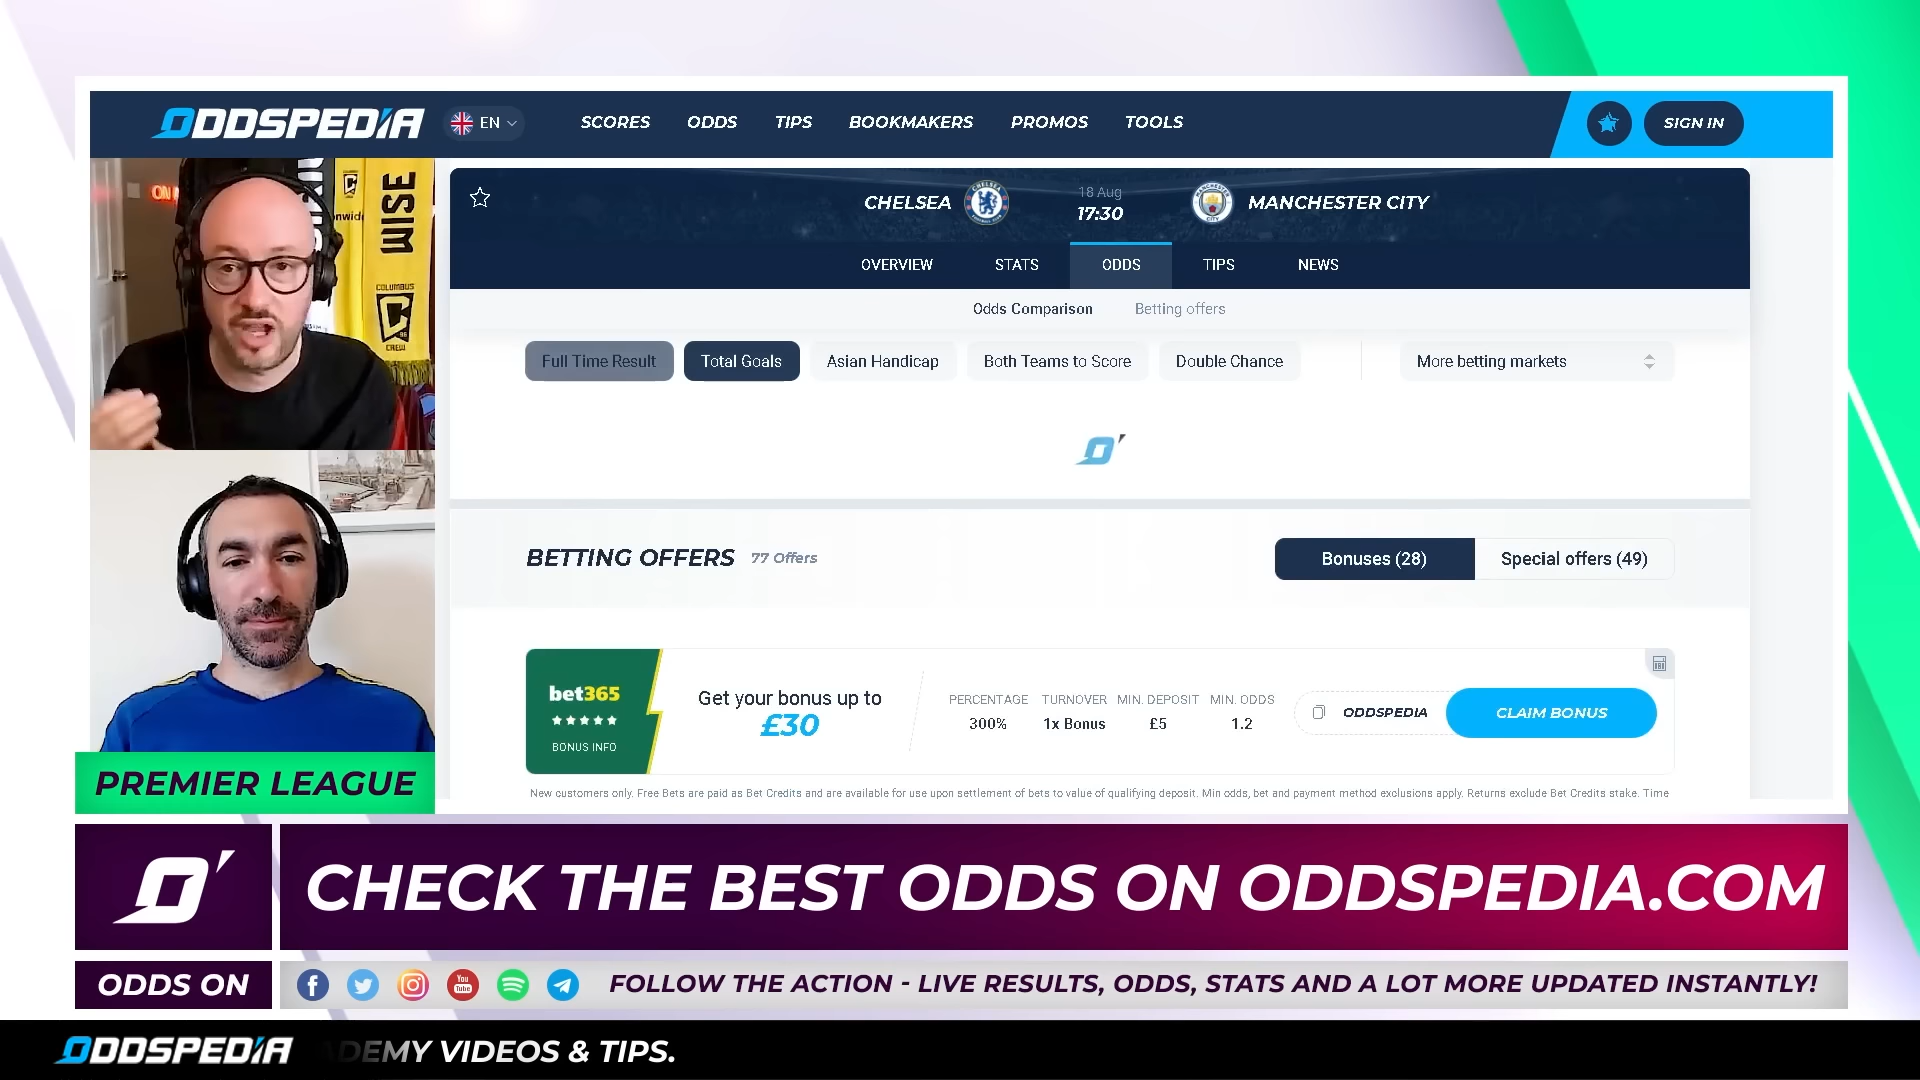 ODDSPEDIA
EN
SCORES ODDS TIPS BOOKMAKERS PROMOS TOOLS
SIGN IN
CHELSEA
18 Aug
17:30
MANCHESTER CITY
OVERVIEW STATS ODDS TIPS NEWS
Odds Comparison Betting offers
Full Time Result Total Goals Asian Handicap Both Teams to Score Double Chance More betting markets
WISE
COLUMBUS
CREW
BETTING OFFERS 77 Offers
Bonuses (28) Special offers (49)
bet365
BONUS INFO
Get your bonus up to
£30
PERCENTAGE TURNOVER MIN. DEPOSIT MIN. ODDS
300% 1x Bonus £5 1.2
ODDSPEDIA
CLAIM BONUS
New customers only. Free Bets are paid as Bet Credits and are available for use upon settlement of bets to value of qualifying deposit. Min odds, bet and payment method exclusions apply. Returns exclude Bet Credits stake. Time
PREMIER LEAGUE
CHECK THE BEST ODDS ON ODDSPEDIA.COM
ODDS ON
You Tube
FOLLOW THE ACTION - LIVE RESULTS, ODDS, STATS AND A LOT MORE UPDATED INSTANTLY!
ODDSPEDIA
ADEMY VIDEOS & TIPS.